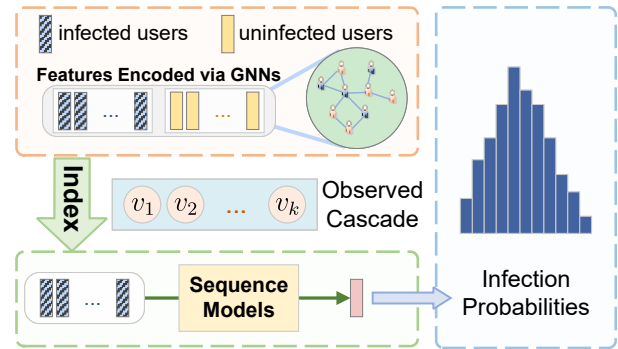 infected users
uninfected users
Features Encoded via GNNs
...
...
Index
v1 v2 ... vk
Observed
Cascade
...
Sequence
Models
Infection
Probabilities